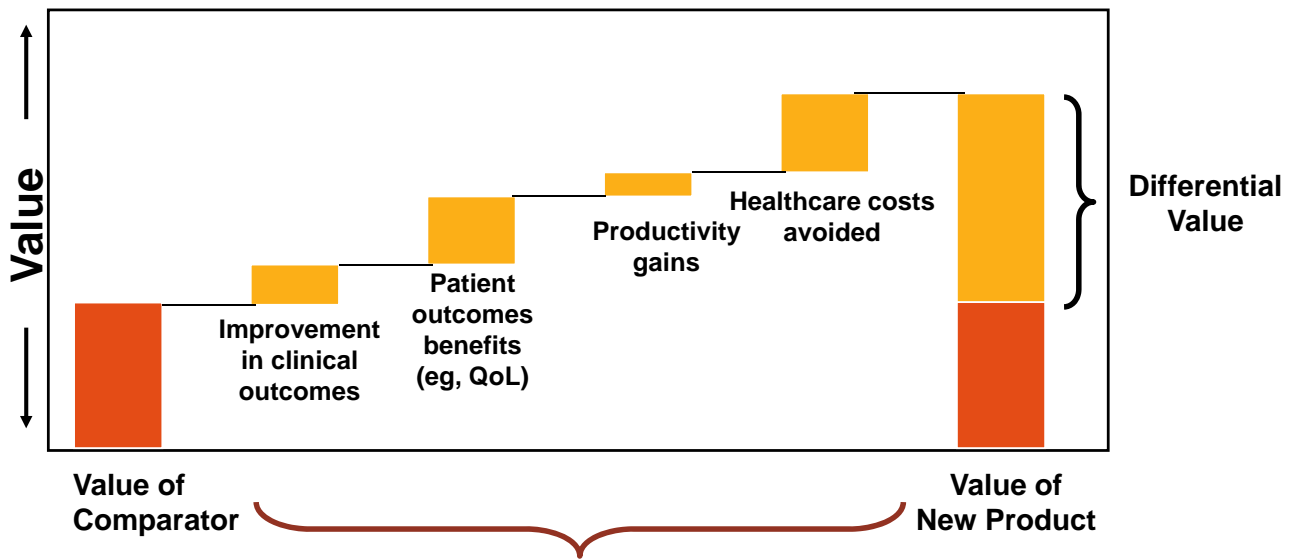 Value
Improvement
in clinical
outcomes
Patient
outcomes
benefits
(eg, QoL)
Productivity
gains
Healthcare costs
avoided
Differential
Value
Value of
Comparator
Value of
New Product